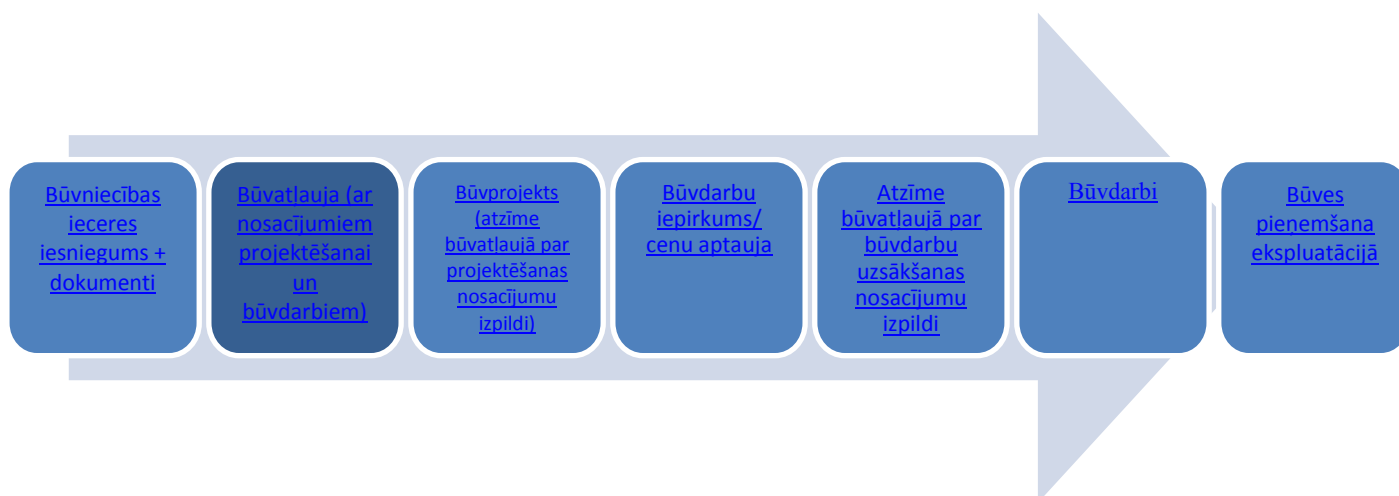 Būvniecības
ieceres
iesniegums +
dokumenti
Būvatļauja (ar
nosacījumiem
projektēšanai
un
būvdarbiem)
Būvprojekts
(atzīme
būvatļaujā par
projektēšanas
nosacījumu
izpildi)
Būvdarbu
iepirkums/
cenu aptauja
Atzīme
būvatļaujā par
būvdarbu
uzsākšanas
nosacījumu
izpildi
Būvdarbi
Būves
pieņemšana
ekspluatācijā